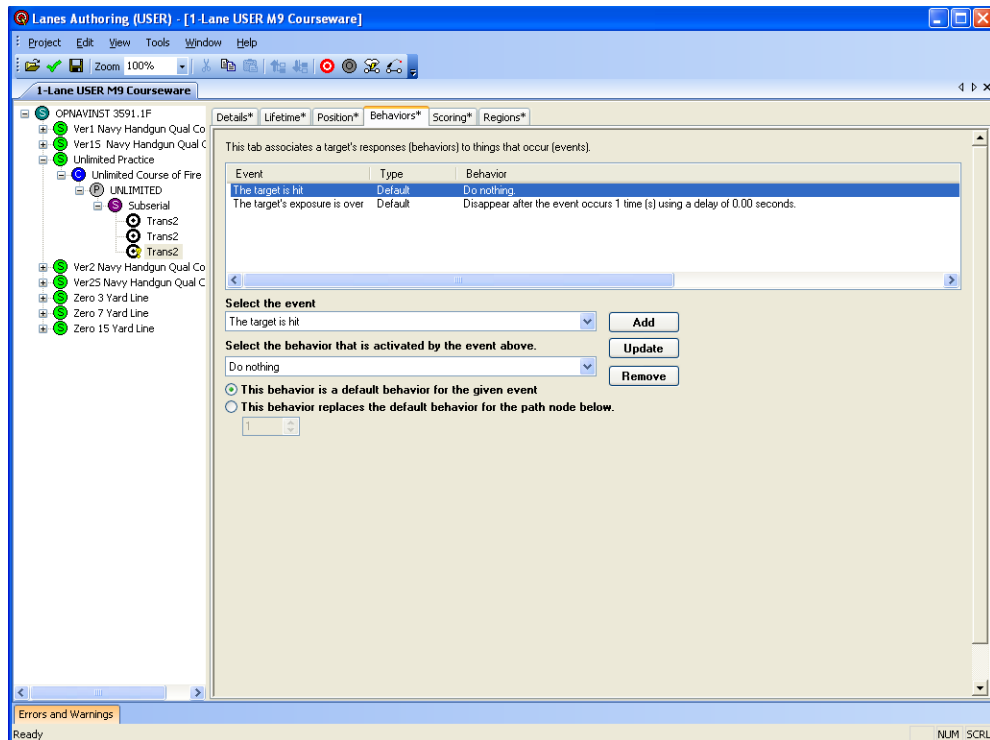 Lanes Authoring (USER) - [1-Lane USER M9 Courseware]
Project Edit View Tools Window Help
Zoom 100%
1-Lane USER M9 Courseware
S OPNAVINST 3591.1F
S Ver1 Navy Handgun Qual Co
S Ver1S Navy Handgun Qual C
S Unlimited Practice
C Unlimited Course of Fire
P UNLIMITED
S Subserial
Trans2
Trans2
Trans2
S Ver2 Navy Handgun Qual Co
S Ver2S Navy Handgun Qual C
S Zero 3 Yard Line
S Zero 7 Yard Line
S Zero 15 Yard Line
Details* Lifetime* Position* Behaviors* Scoring* Regions*
This tab associates a target's responses (behaviors) to things that occur (events).
Event Type Behavior
The target is hit Default Do nothing.
The target's exposure is over Default Disappear after the event occurs 1 time (s) using a delay of 0.00 seconds.
Select the event
The target is hit Add
Select the behavior that is activated by the event above. Update
Do nothing Remove
This behavior is a default behavior for the given event
This behavior replaces the default behavior for the path node below.
1
Errors and Warnings
Ready NUM SCRL